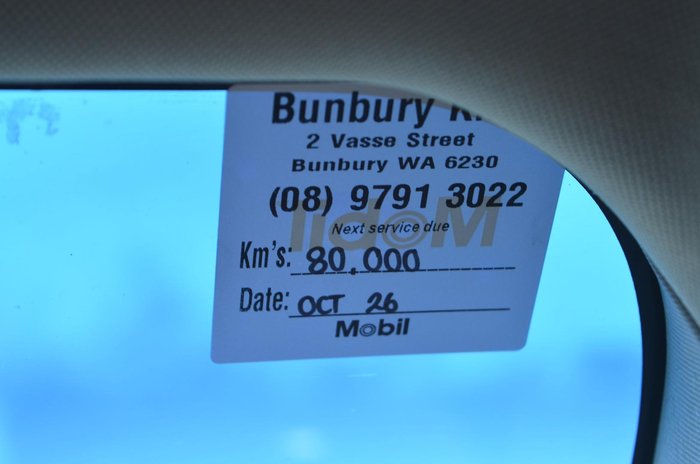 Bunbury
2 Vasse Street
Bunbury WA 6230
(08) 9791 3022
Mobil
Next service due
Km's: 80,000
Date: OCT 26
Mobil